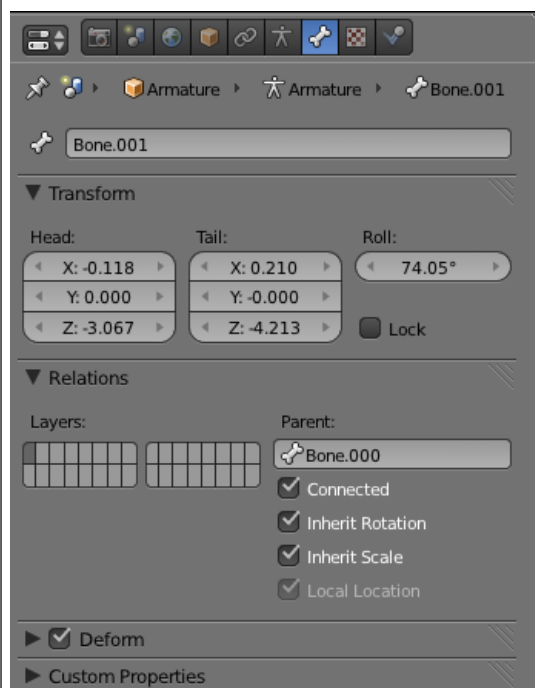 Armature Armature Bone.001
Bone.001
Transform
Head: Tail: Roll:
X: -0.118 X: 0.210 74.05°
Y: 0.000 Y: -0.000
Z: -3.067 Z: -4.213 Lock
Relations
Layers: Parent:
Bone.000
Connected
Inherit Rotation
Inherit Scale
Local Location
Deform
Custom Properties